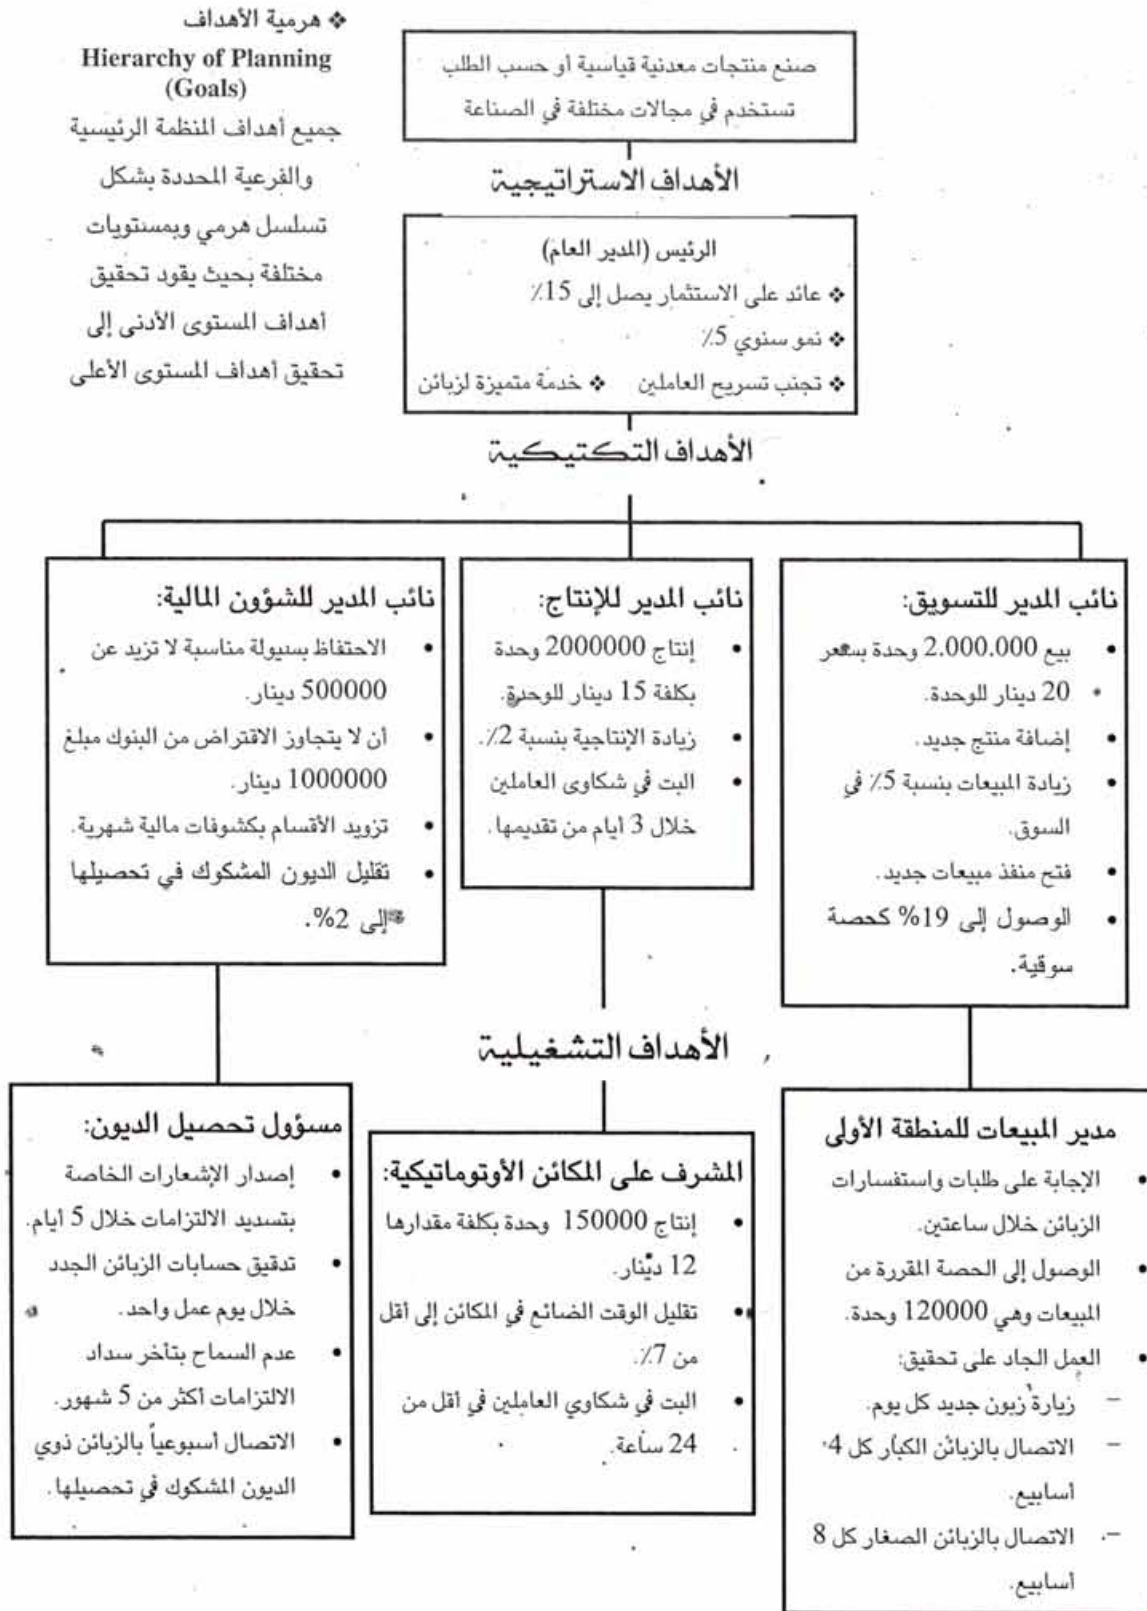 ❖ هرمية الأهداف
Hierarchy of Planning
(Goals)
جميع أهداف المنظمة الرئيسية
والفرعية المحددة بشكل
تسلسل هرمي وبمستويات
مختلفة بحيث يقود تحقيق
أهداف المستوى الأدنى إلى
تحقيق أهداف المستوى الأعلى
صنع منتجات معدنية قياسية أو حسب الطلب
تستخدم في مجالات مختلفة في الصناعة
الأهداف الاستراتيجية
الرئيس (المدير العام)
❖ عائد على الاستثمار يصل إلى 15٪
❖ نمو سنوي 5٪
❖ تجنب تسريح العاملين ❖ خدمة متميزة لزبائن
الأهداف التكتيكية
نائب المدير للتسويق:
• بيع 2.000.000 وحدة بسعر
20 دينار للوحدة.
• إضافة منتج جديد.
• زيادة المبيعات بنسبة 5٪ في
السوق.
• فتح منفذ مبيعات جديد.
• الوصول إلى 19% كحصة
سوقية.
نائب المدير للإنتاج:
• إنتاج 2000000 وحدة
بكلفة 15 دينار للوحدة.
• زيادة الإنتاجية بنسبة 2٪.
• البت في شكاوى العاملين
خلال 3 أيام من تقديمها.
نائب المدير للشؤون المالية:
• الاحتفاظ بسيولة مناسبة لا تزيد عن
500000 دينار.
• أن لا يتجاوز الاقتراض من البنوك مبلغ
1000000 دينار.
• تزويد الأقسام بكشوفات مالية شهرية.
• تقليل الديون المشكوك في تحصيلها
إلى 2%.
الأهداف التشغيلية
مدير المبيعات للمنطقة الأولى
• الإجابة على طلبات واستفسارات
الزبائن خلال ساعتين.
• الوصول إلى الحصة المقررة من
المبيعات وهي 120000 وحدة.
• العمل الجاد على تحقيق:
– زيارة زبون جديد كل يوم.
– الاتصال بالزبائن الكبار كل 4
أسابيع.
– الاتصال بالزبائن الصغار كل 8
أسابيع.
المشرف على المكائن الأوتوماتيكية:
• إنتاج 150000 وحدة بكلفة مقدارها
12 دينار.
• تقليل الوقت الضائع في المكائن إلى أقل
من 7٪.
• البت في شكاوي العاملين في أقل من
24 ساعة.
مسؤول تحصيل الديون:
• إصدار الإشعارات الخاصة
بتسديد الالتزامات خلال 5 أيام.
• تدقيق حسابات الزبائن الجدد
خلال يوم عمل واحد.
• عدم السماح بتأخر سداد
الالتزامات أكثر من 5 شهور.
• الاتصال أسبوعياً بالزبائن ذوي
الديون المشكوك في تحصيلها.